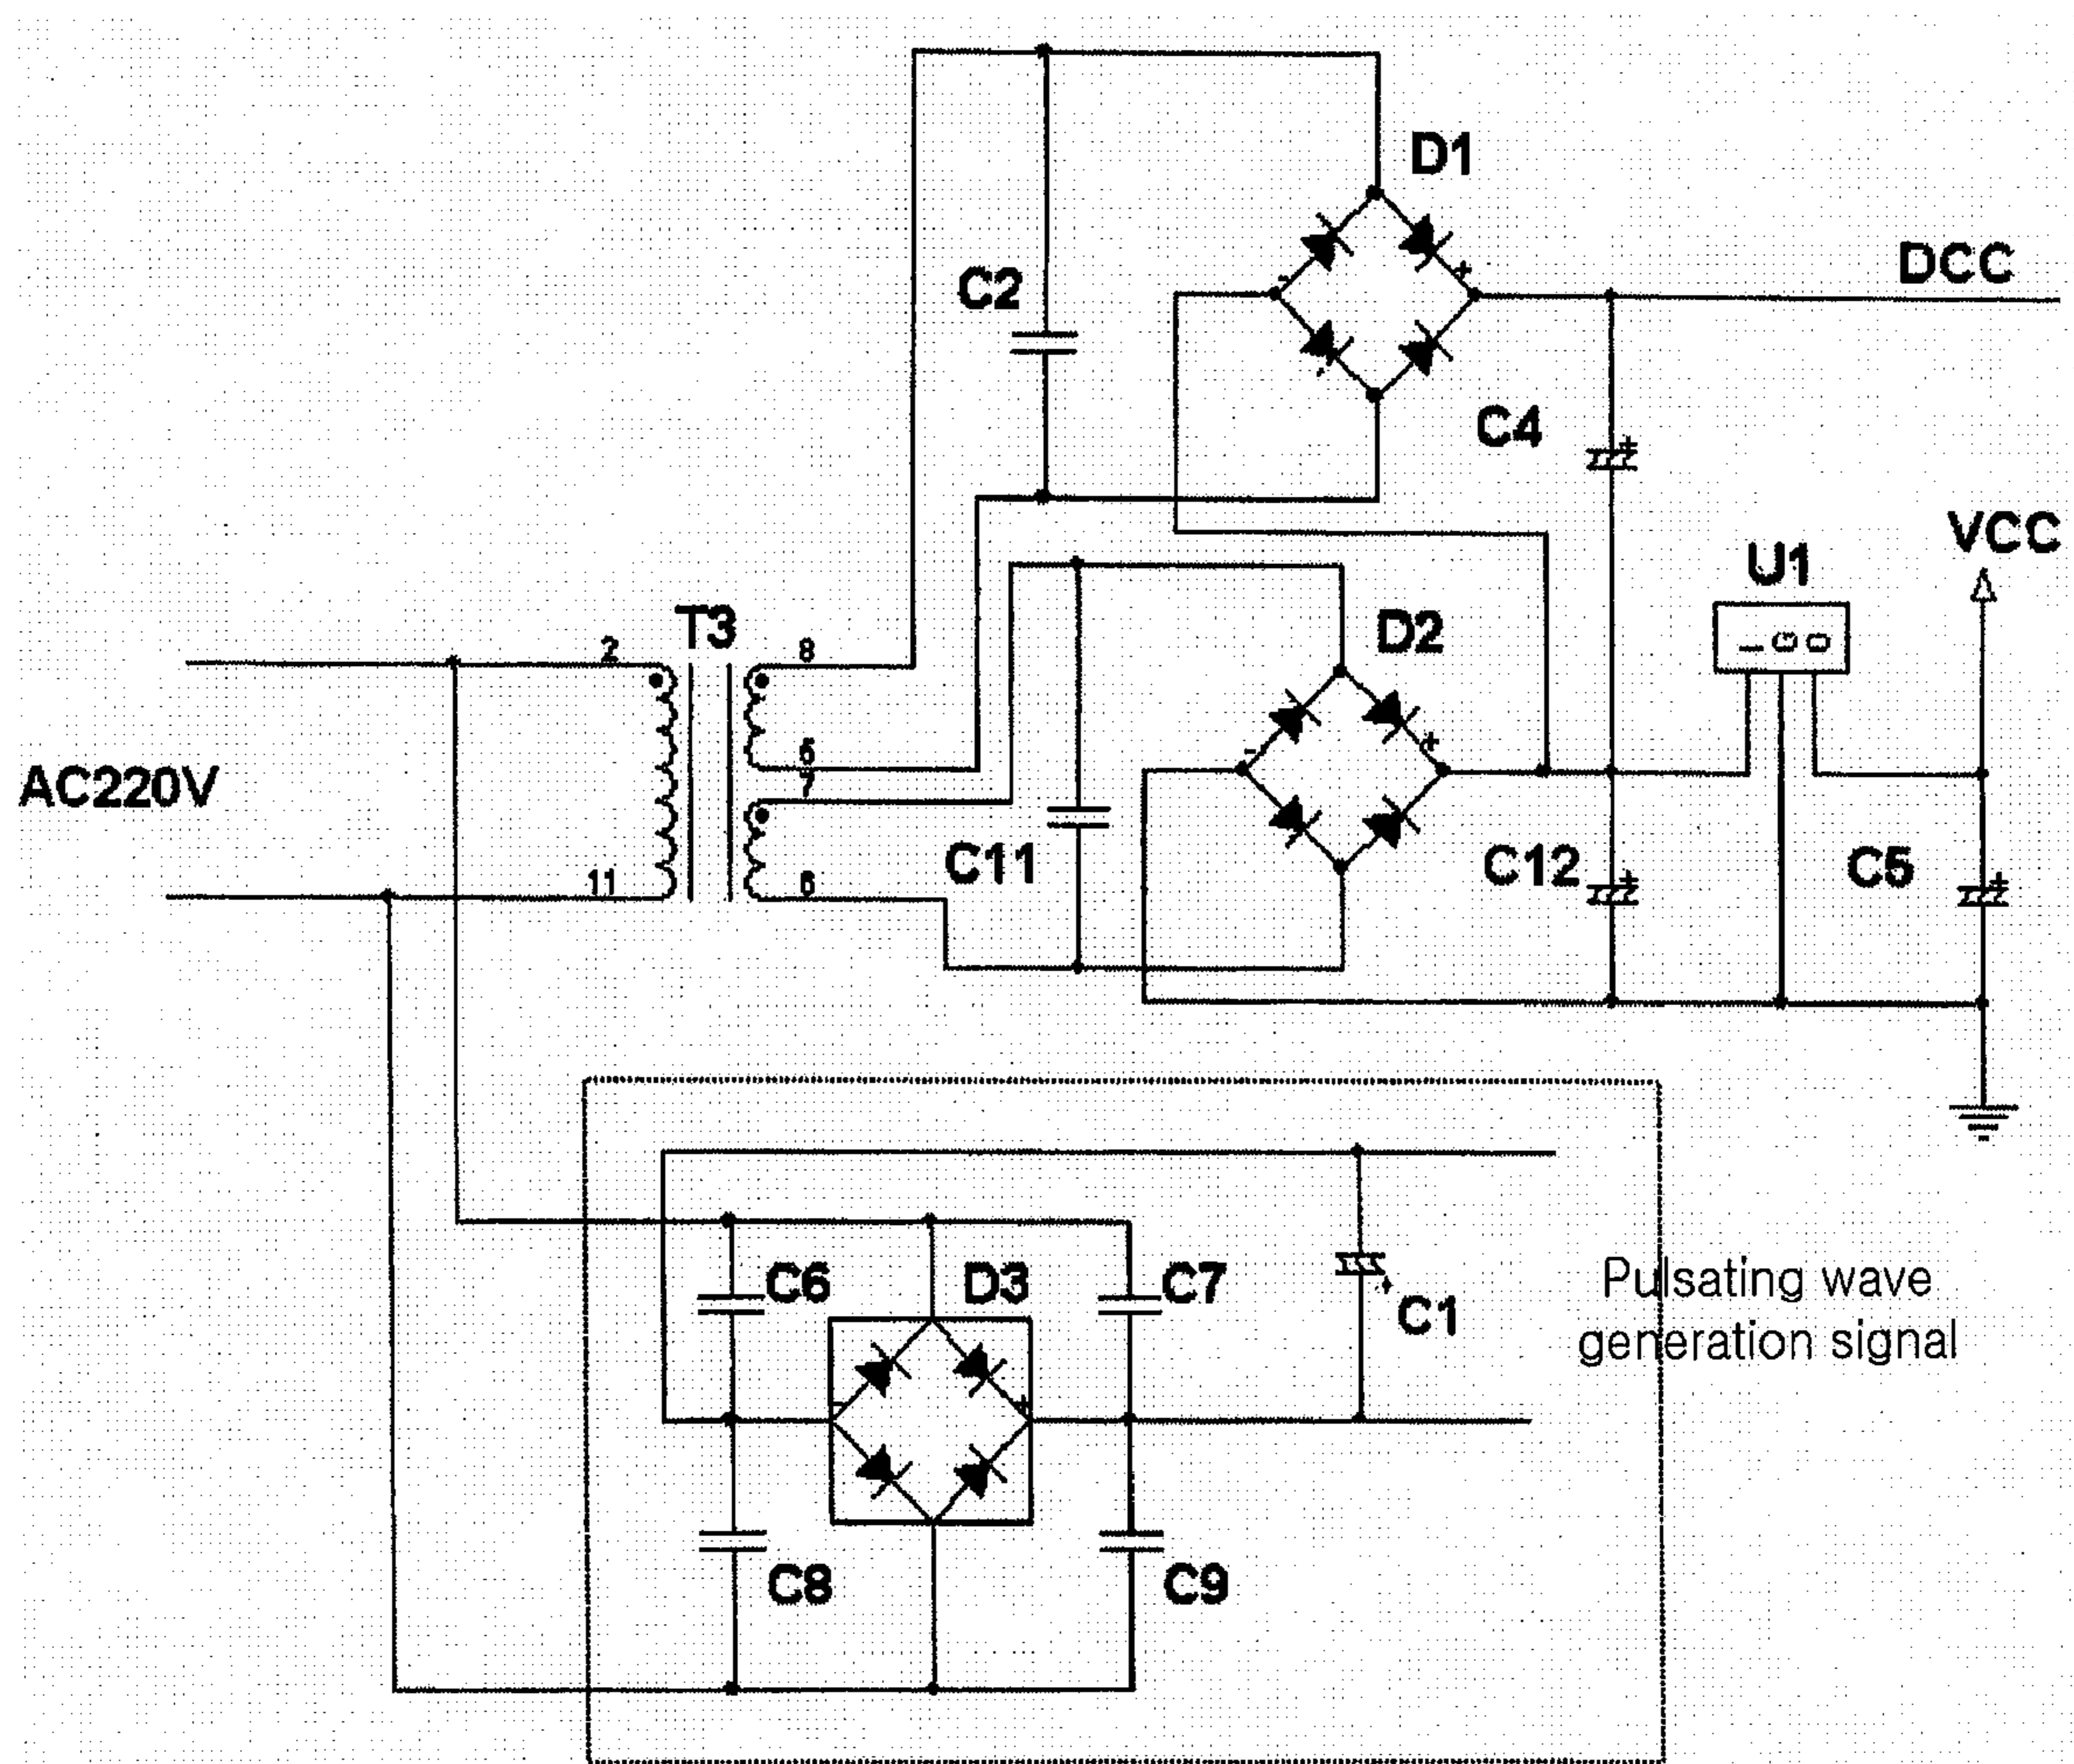 D1
DCC
C2
C4
VCC
U1
I G O
T3
D2
2
8
5
7
AC220V
11
6
C11
C12
C5
C6
D3
C7
C1
Pulsating wave
generation signal
C8
C9